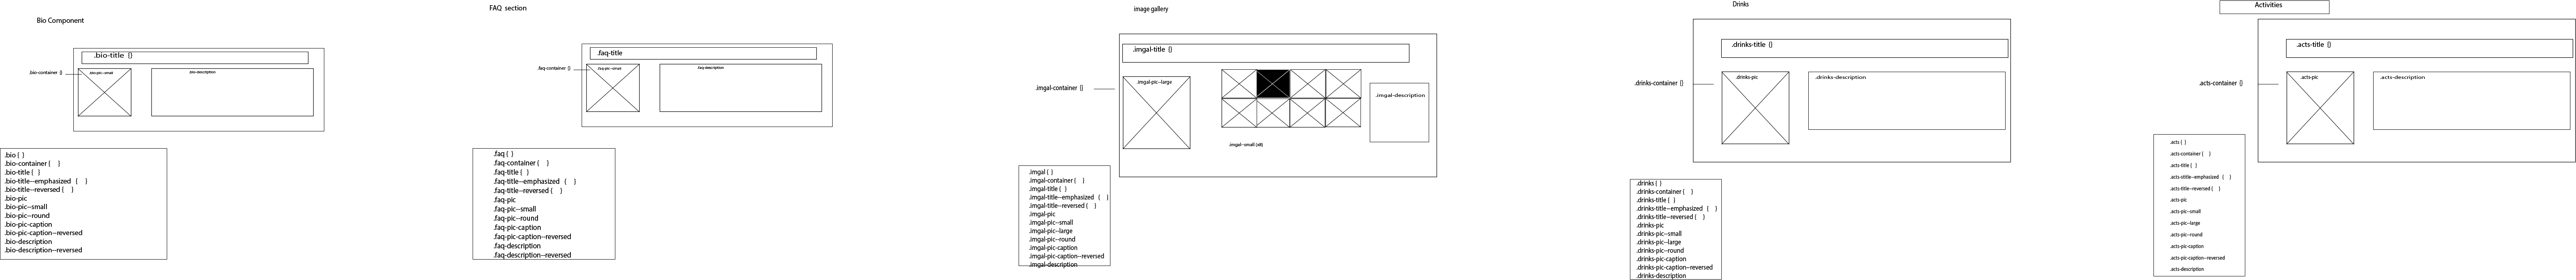 Bio Component
.bio-title {}
.bio-container {}
.bio-pic--small
.bio-description
.bio { }
.bio-container { }
.bio-title { }
.bio-title--emphasized { }
.bio-title--reversed { }
.bio-pic
.bio-pic--small
.bio-pic--round
.bio-pic-caption
.bio-pic-caption--reversed
.bio-description
.bio-description--reversed
FAQ section
.faq-title
.faq-container {}
.faq-pic--small
.faq-description
.faq { }
.faq-container { }
.faq-title { }
.faq-title--emphasized { }
.faq-title--reversed { }
.faq-pic
.faq-pic--small
.faq-pic--round
.faq-pic-caption
.faq-pic-caption--reversed
.faq-description
.faq-description--reversed
image gallery
.imgal-title {}
.imgal-container {}
.imgal-pic--large
.imgal-description
.imgal--small (x8)
.imgal { }
.imgal-container { }
.imgal-title { }
.imgal-title--emphasized { }
.imgal-title--reversed { }
.imgal-pic
.imgal-pic--small
.imgal-pic--large
.imgal-pic--round
.imgal-pic-caption
.imgal-pic-caption--reversed
.imgal-description
Drinks
.drinks-title {}
.drinks-container {}
.drinks-pic
.drinks-description
.drinks { }
.drinks-container { }
.drinks-title { }
.drinks-title--emphasized { }
.drinks-title--reversed { }
.drinks-pic
.drinks-pic--small
.drinks-pic--large
.drinks-pic--round
.drinks-pic-caption
.drinks-pic-caption--reversed
.drinks-description
Activities
.acts-title {}
.acts-container {}
.acts-pic
.acts-description
.acts { }
.acts-container { }
.acts-title { }
.acts-title--emphasized { }
.acts-title--reversed { }
.acts-pic
.acts-pic--small
.acts-pic--large
.acts-pic--round
.acts-pic-caption
.acts-pic-caption--reversed
.acts-description